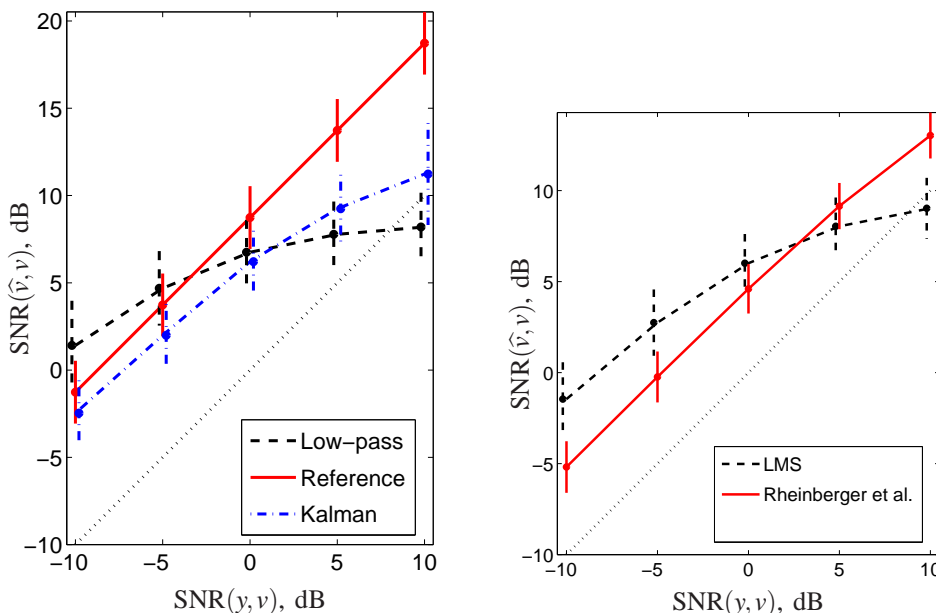 20
15
10
5
0
−5
−10
−10
−5
0
5
10
SNR(v̂, v), dB
SNR(y, v), dB
Low−pass
Reference
Kalman
10
5
0
−5
−10
−10
−5
0
5
10
SNR(v̂, v), dB
SNR(y, v), dB
LMS
Rheinberger et al.